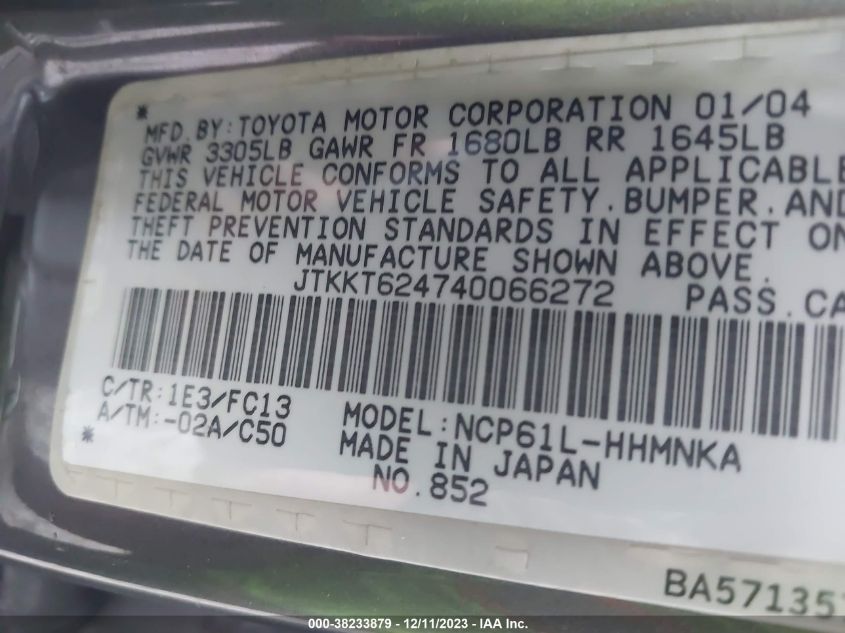 *
MFD.BY:TOYOTA MOTOR CORPORATION 01/04
GVWR 3305LB GAWR FR 1680LB RR 1645LB
THIS VEHICLE CONFORMS TO ALL APPLICABLE
FEDERAL MOTOR VEHICLE SAFETY.BUMPER.AND
THEFT PREVENTION STANDARDS IN EFFECT ON
THE DATE OF MANUFACTURE SHOWN ABOVE.
JTKKT624740066272 PASS.CA
C/TR:1E3/FC13
A/TM:-02A/C50
*
MODEL:NCP61L-HHMNKA
MADE IN JAPAN
NO.852
BA57135
000-38233879 - 12/11/2023 - IAA Inc.